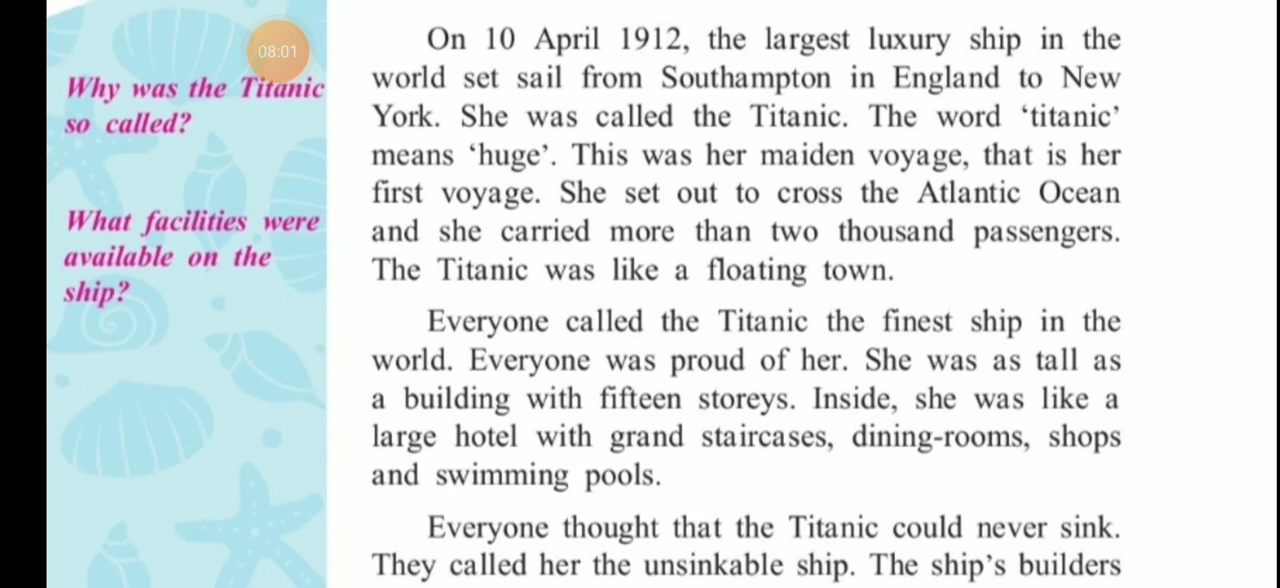 08:01
Why was the Titanic
so called?
What facilities were
available on the
ship?
On 10 April 1912, the largest luxury ship in the
world set sail from Southampton in England to New
York. She was called the Titanic. The word ‘titanic’
means ‘huge’. This was her maiden voyage, that is her
first voyage. She set out to cross the Atlantic Ocean
and she carried more than two thousand passengers.
The Titanic was like a floating town.
Everyone called the Titanic the finest ship in the
world. Everyone was proud of her. She was as tall as
a building with fifteen storeys. Inside, she was like a
large hotel with grand staircases, dining-rooms, shops
and swimming pools.
Everyone thought that the Titanic could never sink.
They called her the unsinkable ship. The ship’s builders